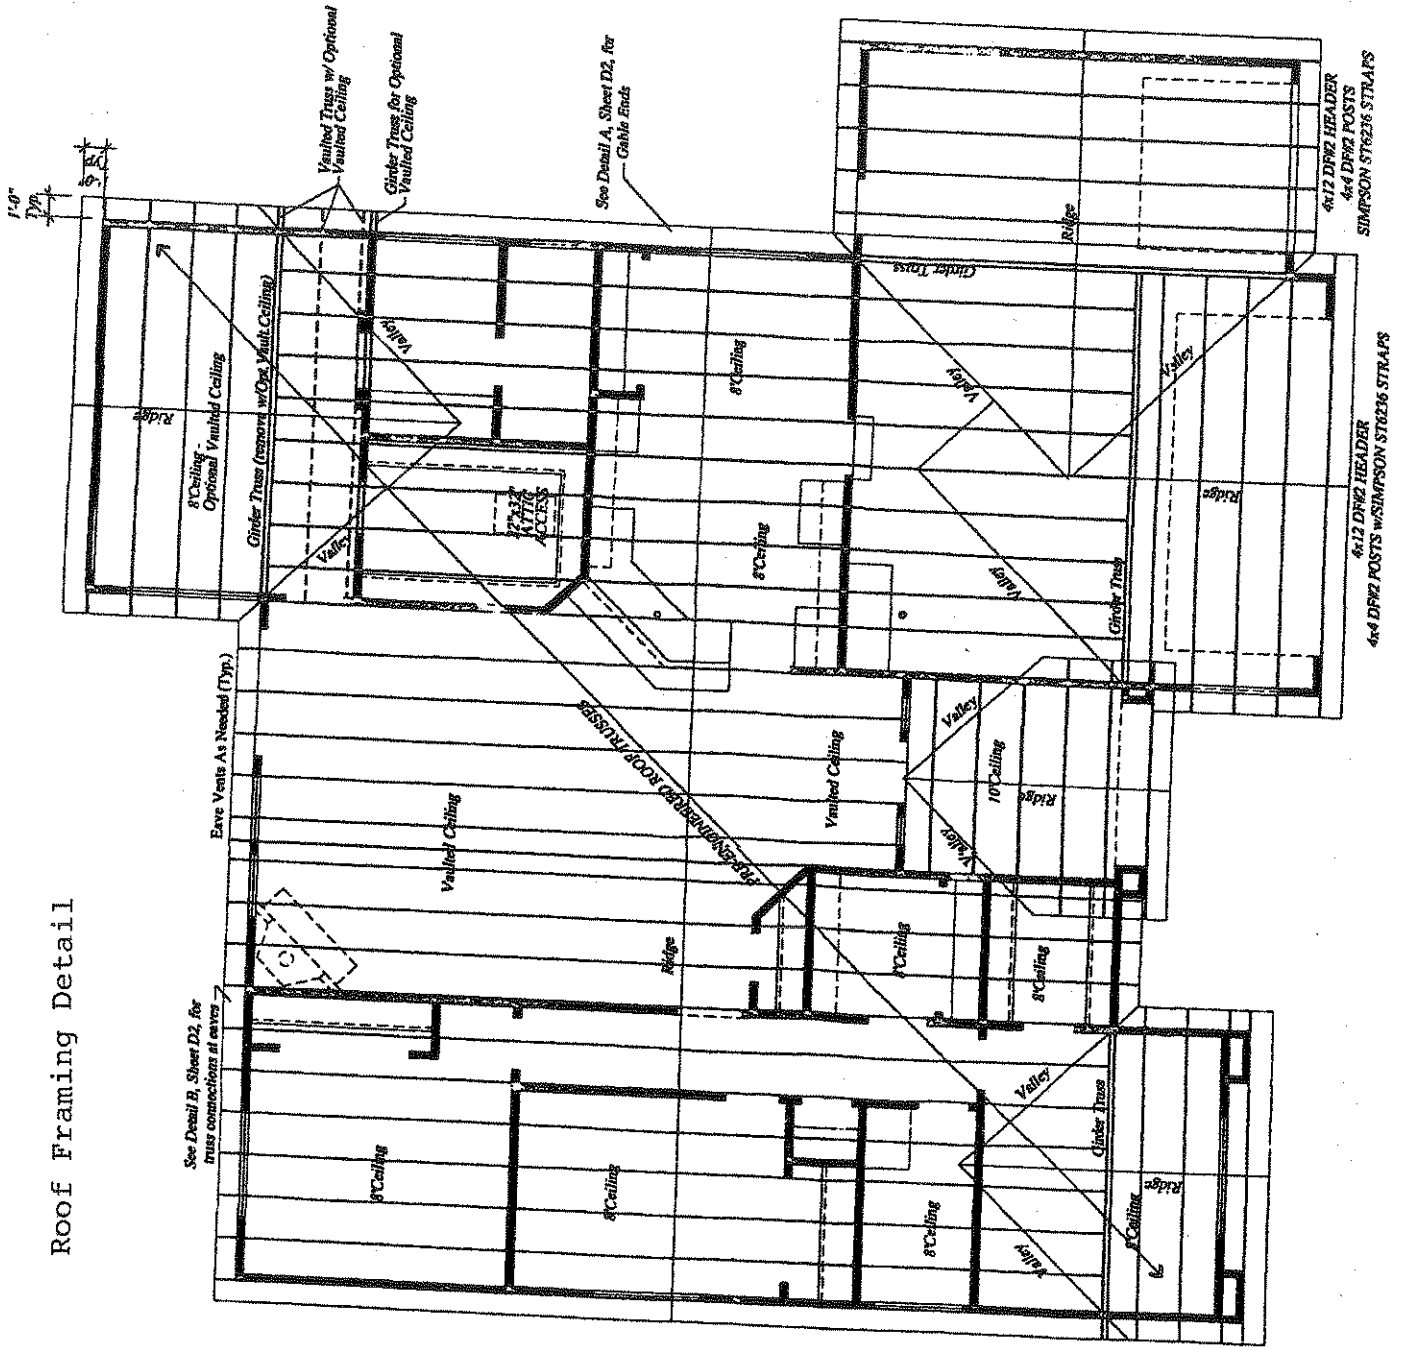 Roof Framing Detail
1'-0"
Typ.
1'-0"
Typ.
Vaulted Truss w/ Optional
Vaulted Ceiling
Girder Truss for Optional
Vaulted Ceiling
See Detail A, Sheet D2, for
Gable Ends
4x12 DF#2 HEADER
4x4 DF#2 POSTS
SIMPSON ST6236 STRAPS
Ridge
Girder Truss
Ridge
8'Ceiling -
Optional Vaulted Ceiling
Girder Truss (remove w/Opt. Vault.Ceiling)
Valley
Valley
22"x32"
ATTIC
ACCESS
8'Ceiling
8'Ceiling
Valley
Valley
Valley
Girder Truss
Ridge
4x12 DF#2 HEADER
4x4 DF#2 POSTS w/SIMPSON ST6236 STRAPS
Eave Vents As Needed (Typ.)
PRE-ENGINEERED ROOF TRUSSES
Vaulted Ceiling
Vaulted Ceiling
Valley
10'Ceiling
Ridge
Valley
Ridge
8'Ceiling
8'Ceiling
See Detail B, Sheet D2, for
truss connections at eaves
8'Ceiling
8'Ceiling
8'Ceiling
Valley
Valley
Girder Truss
8'Ceiling
Ridge